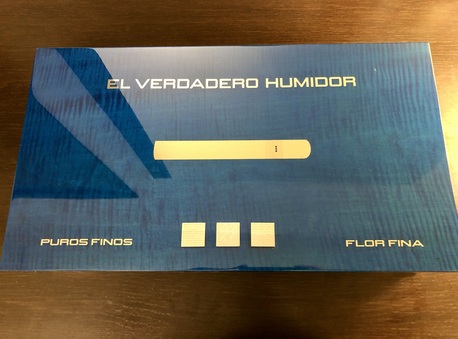 EL VERDADERO HUMIDOR
PUROS FINOS
FLOR FINA